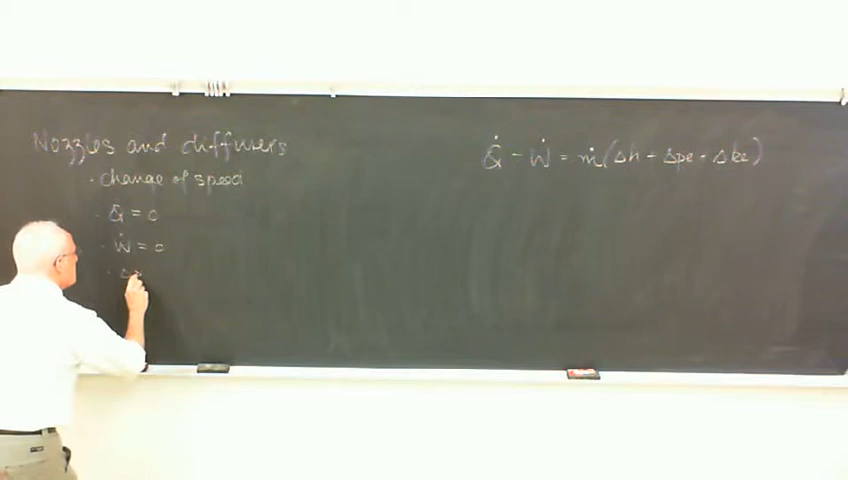 Nozzles and diffusers
· change of speed
· Q̇ = 0
· Ẇ = 0
Q̇ - Ẇ = ṁ(Δh + Δpe + Δke)